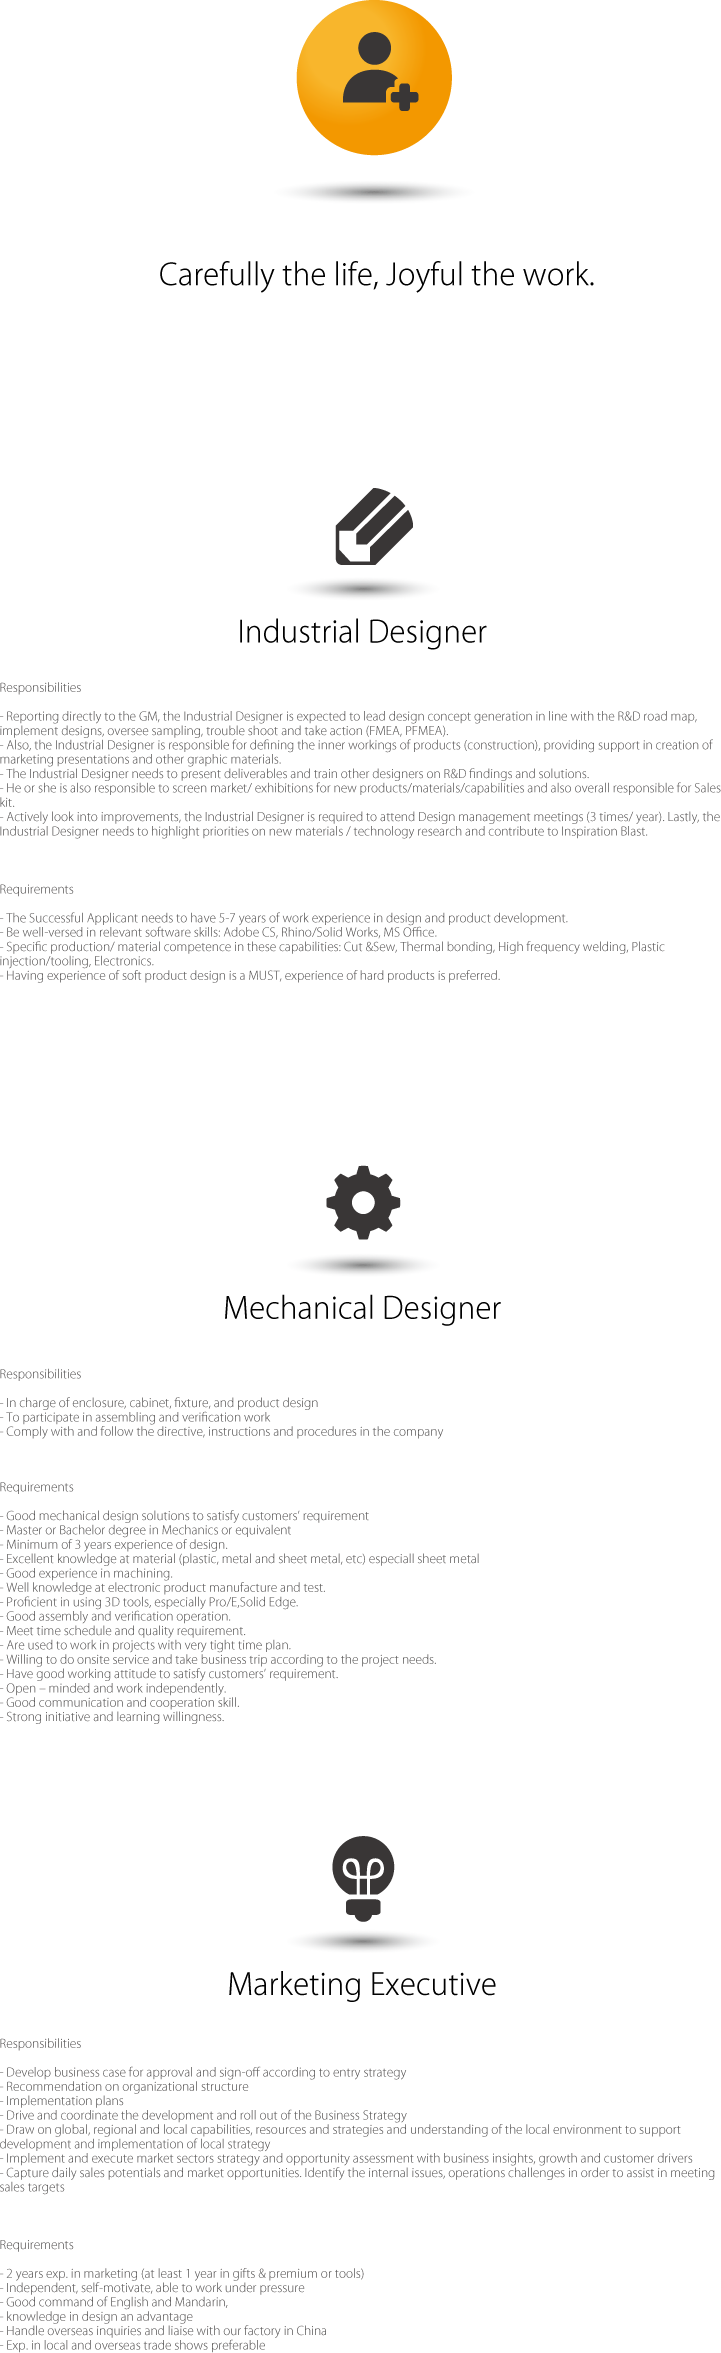 Carefully the life, Joyful the work.
Industrial Designer
Responsibilities
- Reporting directly to the GM, the Industrial Designer is expected to lead design concept generation in line with the R&D road map,
implement designs, oversee sampling, trouble shoot and take action (FMEA, PFMEA).
- Also, the Industrial Designer is responsible for defining the inner workings of products (construction), providing support in creation of
marketing presentations and other graphic materials.
- The Industrial Designer needs to present deliverables and train other designers on R&D findings and solutions.
- He or she is also responsible to screen market/ exhibitions for new products/materials/capabilities and also overall responsible for Sales
kit.
- Actively look into improvements, the Industrial Designer is required to attend Design management meetings (3 times/ year). Lastly, the
Industrial Designer needs to highlight priorities on new materials / technology research and contribute to Inspiration Blast.
Requirements
- The Successful Applicant needs to have 5-7 years of work experience in design and product development.
- Be well-versed in relevant software skills: Adobe CS, Rhino/Solid Works, MS Office.
- Specific production/ material competence in these capabilities: Cut &Sew, Thermal bonding, High frequency welding, Plastic
injection/tooling, Electronics.
- Having experience of soft product design is a MUST, experience of hard products is preferred.
Mechanical Designer
Responsibilities
- In charge of enclosure, cabinet, fixture, and product design
- To participate in assembling and verification work
- Comply with and follow the directive, instructions and procedures in the company
Requirements
- Good mechanical design solutions to satisfy customers’ requirement
- Master or Bachelor degree in Mechanics or equivalent
- Minimum of 3 years experience of design.
- Excellent knowledge at material (plastic, metal and sheet metal, etc) especiall sheet metal
- Good experience in machining.
- Well knowledge at electronic product manufacture and test.
- Proficient in using 3D tools, especially Pro/E,Solid Edge.
- Good assembly and verification operation.
- Meet time schedule and quality requirement.
- Are used to work in projects with very tight time plan.
- Willing to do onsite service and take business trip according to the project needs.
- Have good working attitude to satisfy customers’ requirement.
- Open – minded and work independently.
- Good communication and cooperation skill.
- Strong initiative and learning willingness.
Marketing Executive
Responsibilities
- Develop business case for approval and sign-off according to entry strategy
- Recommendation on organizational structure
- Implementation plans
- Drive and coordinate the development and roll out of the Business Strategy
- Draw on global, regional and local capabilities, resources and strategies and understanding of the local environment to support
development and implementation of local strategy
- Implement and execute market sectors strategy and opportunity assessment with business insights, growth and customer drivers
- Capture daily sales potentials and market opportunities. Identify the internal issues, operations challenges in order to assist in meeting
sales targets
Requirements
- 2 years exp. in marketing (at least 1 year in gifts & premium or tools)
- Independent, self-motivate, able to work under pressure
- Good command of English and Mandarin,
- knowledge in design an advantage
- Handle overseas inquiries and liaise with our factory in China
- Exp. in local and overseas trade shows preferable